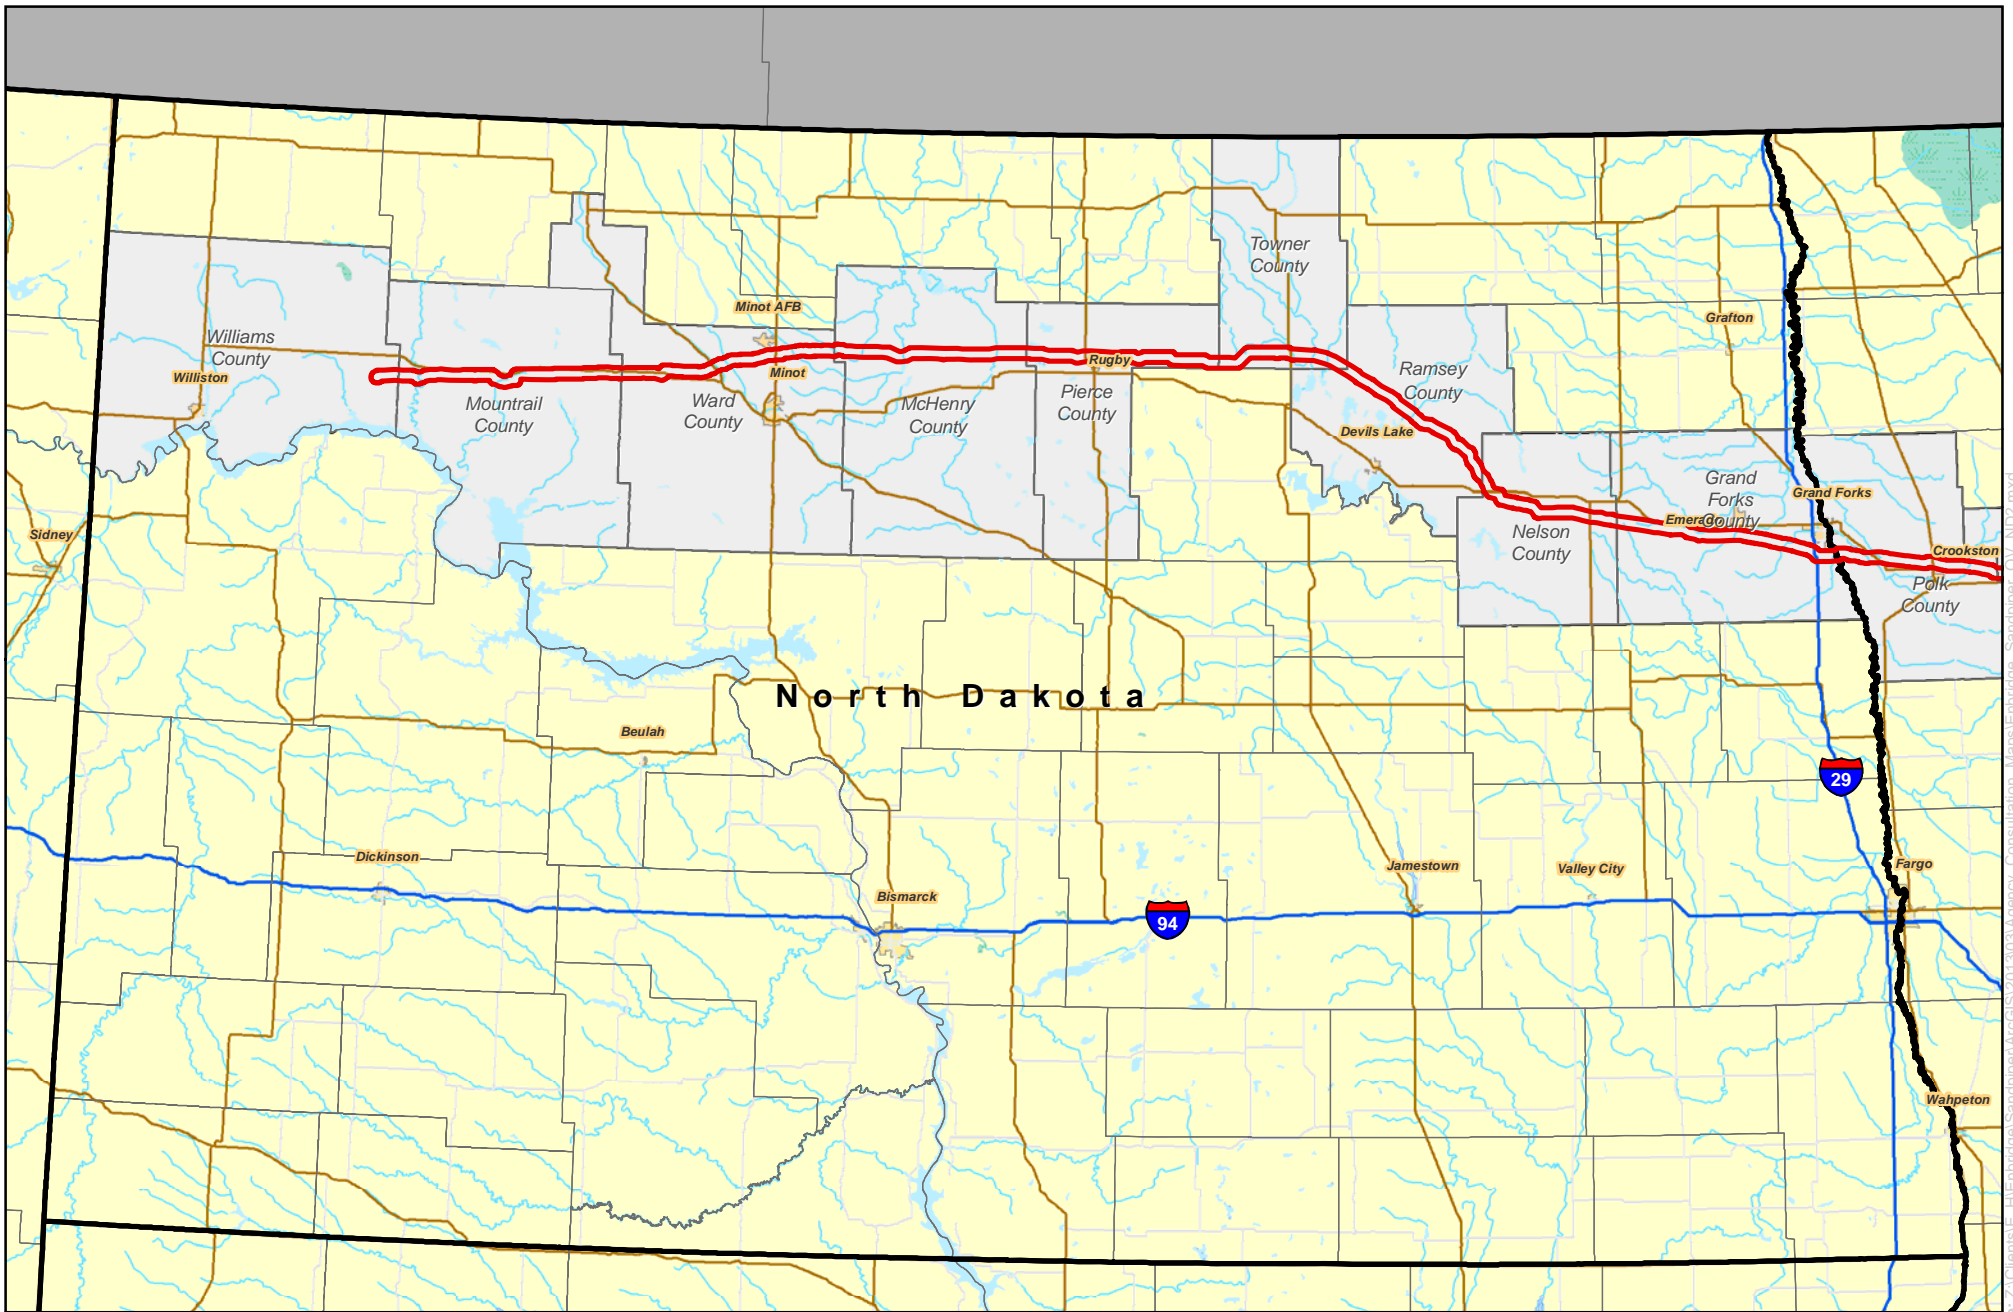 Towner
County
Minot AFB
Grafton
Williams
County
Rugby
Ramsey
County
Williston
Minot
Mountrail
County
Ward
County
McHenry
County
Pierce
County
Devils Lake
Grand
Forks
County
Grand Forks
Emerado
Sidney
Nelson
County
Crookston
Polk
County
North Dakota
Beulah
29
Dickinson
Jamestown
Valley City
Fargo
Bismarck
94
Wahpeton